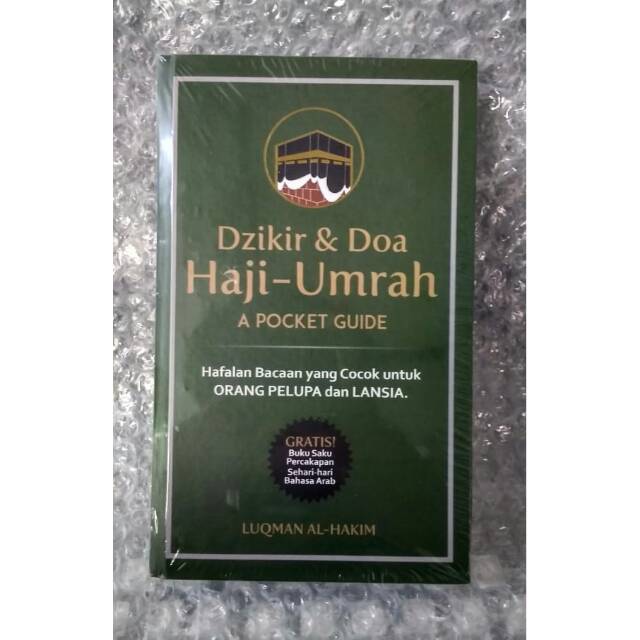 Dzikir & Doa
Haji-Umrah
A POCKET GUIDE
Hafalan Bacaan yang Cocok untuk
ORANG PELUPA dan LANSIA.
GRATIS!
Buku Saku
Percakapan
Sehari-hari
Bahasa Arab
LUQMAN AL-HAKIM